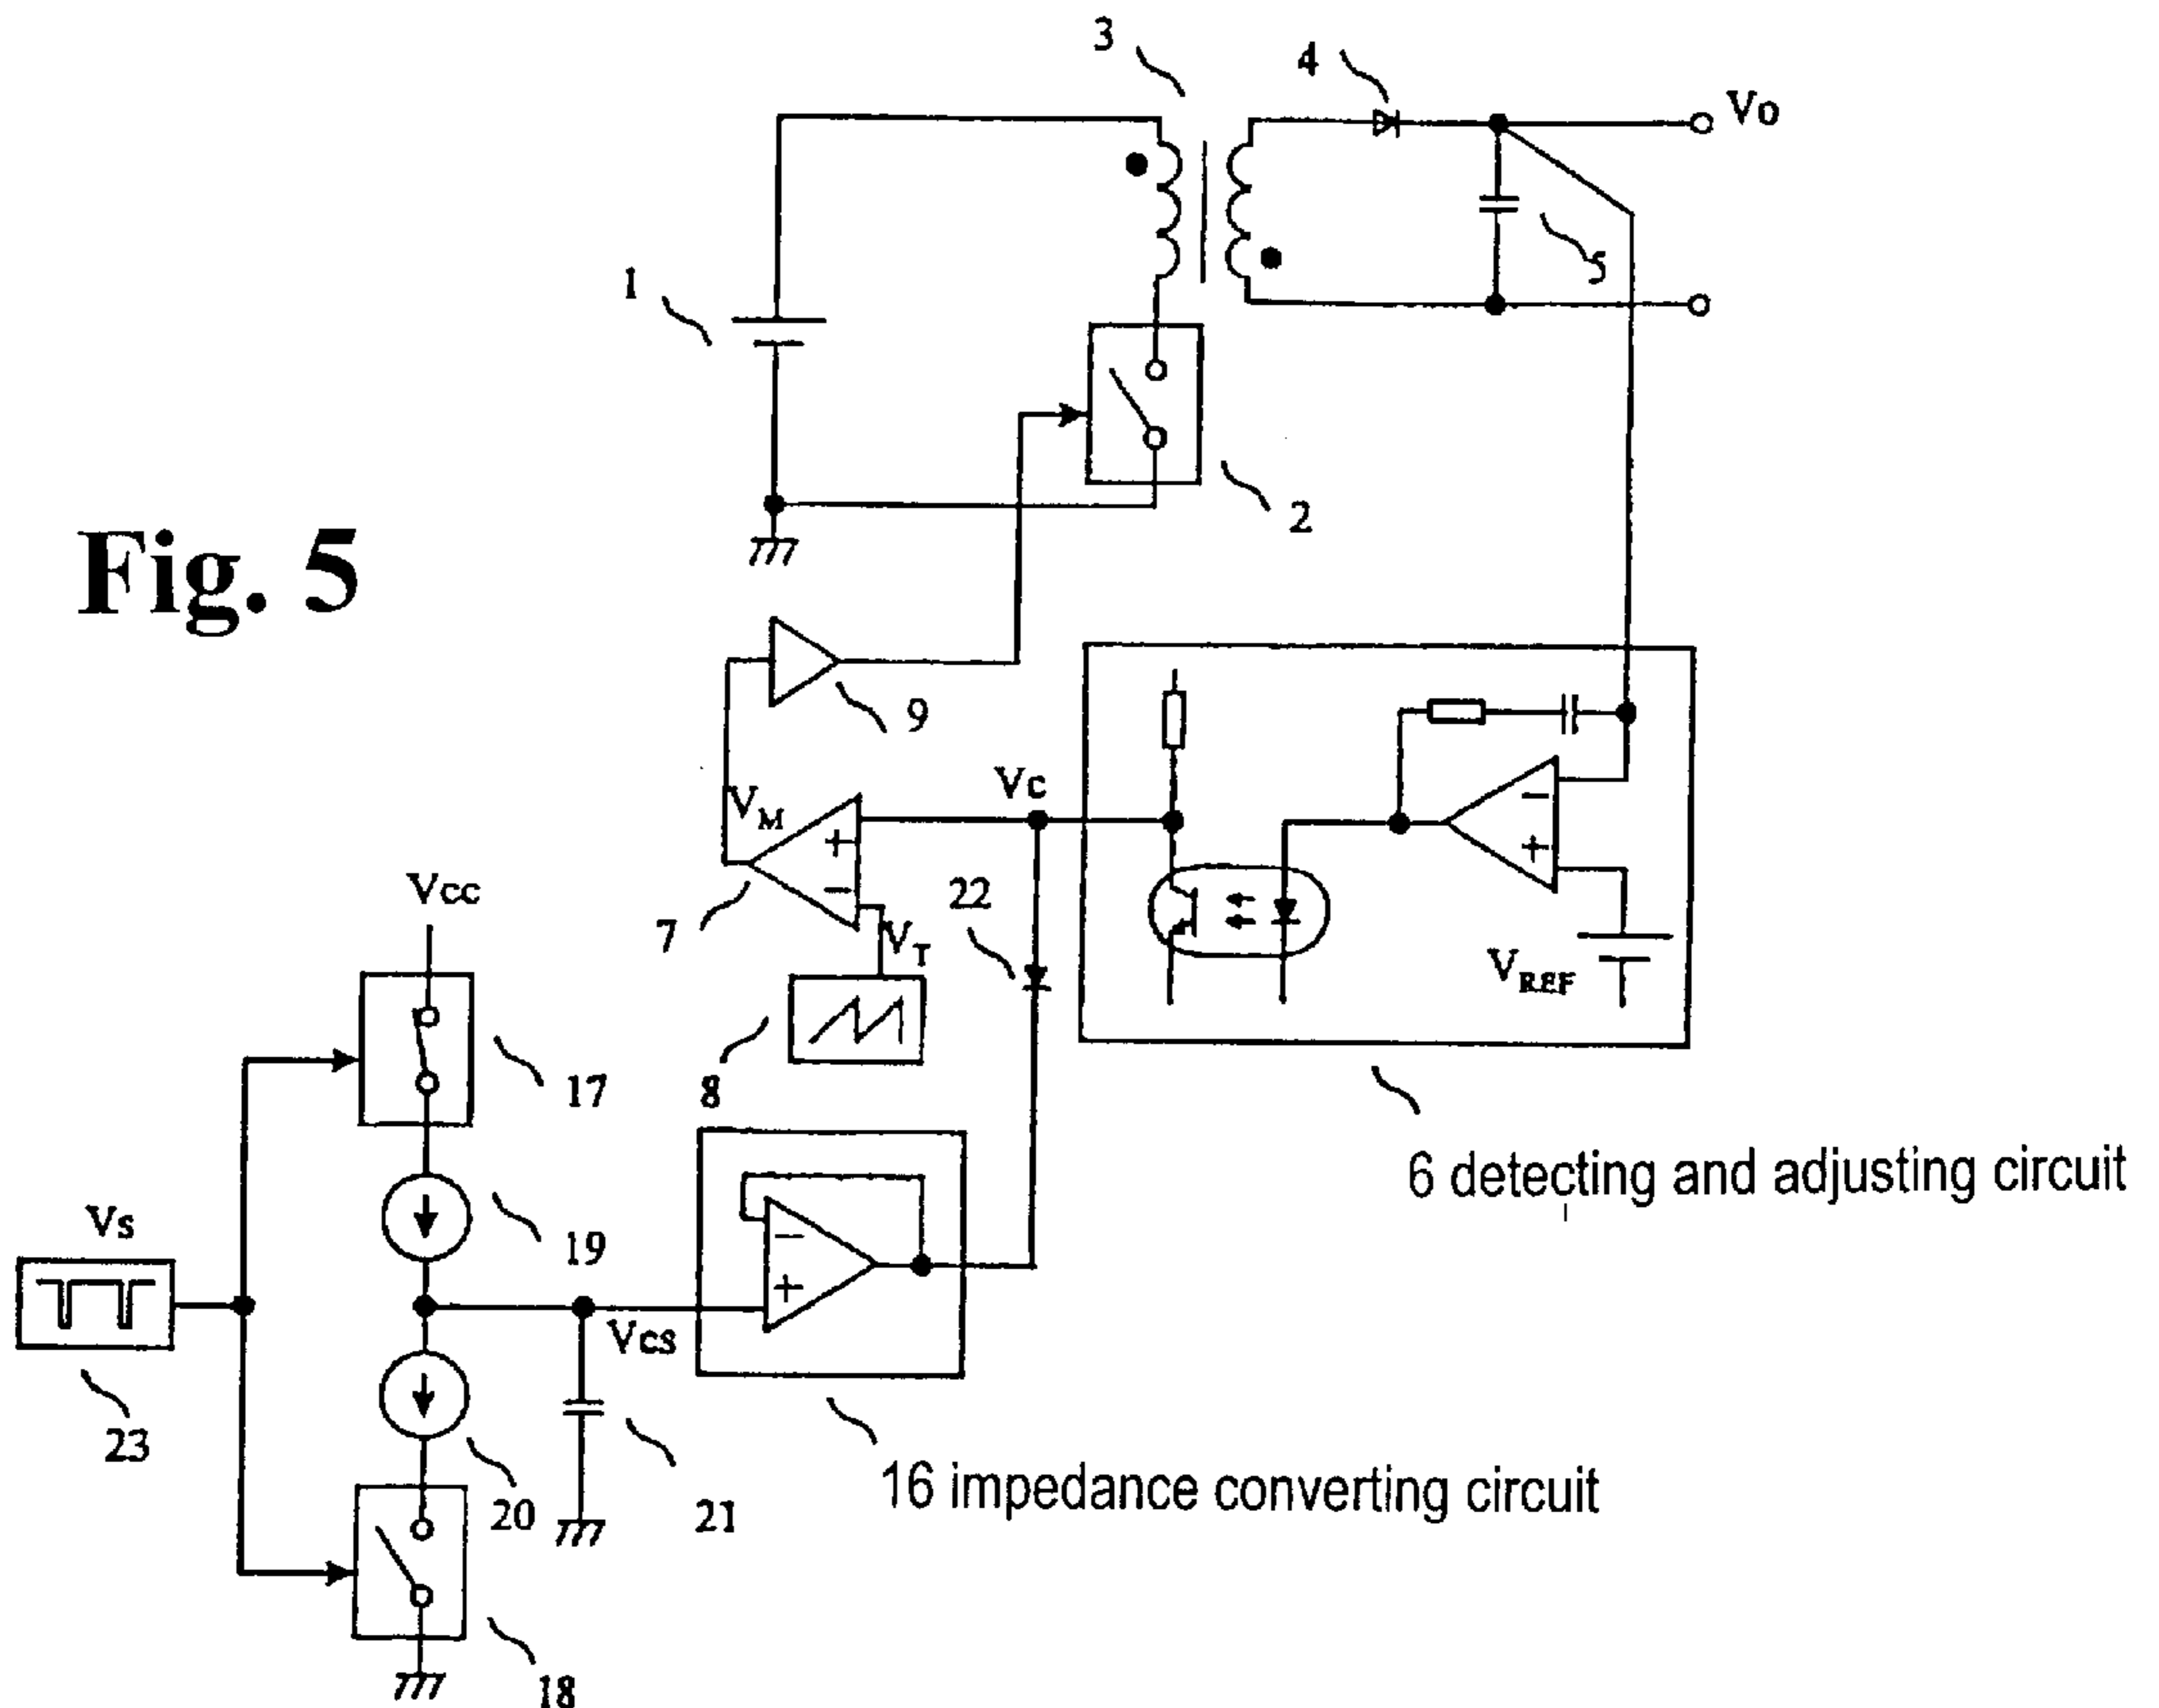 3
4
Vo
1
5
2
Fig. 5
9
VM
Vc
+
−
−
+
Vcc
22
7
VT
VREF
17
8
6 detecting and adjusting circuit
Vs
19
−
+
Vcs
23
20
21
16 impedance converting circuit
18